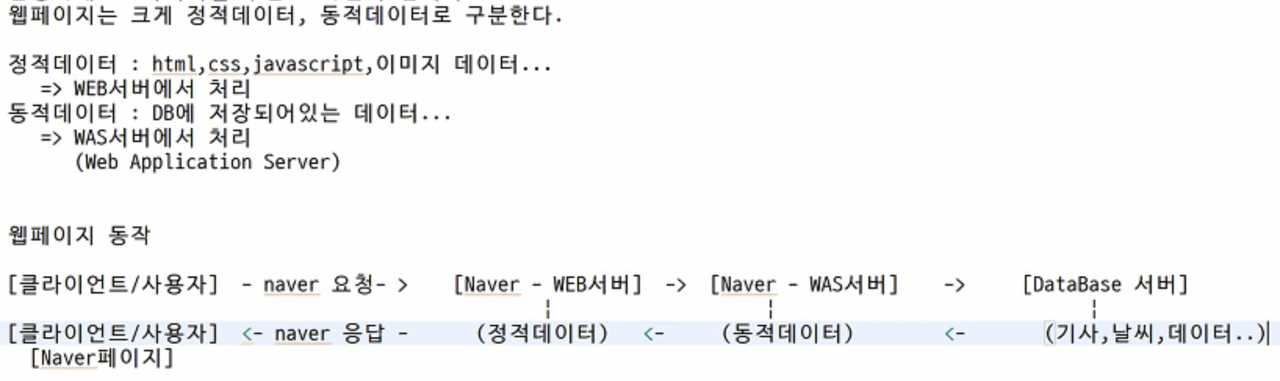 웹페이지는 크게 정적데이터, 동적데이터로 구분한다.
정적데이터 : html,css,javascript,이미지 데이터...
=> WEB서버에서 처리
동적데이터 : DB에 저장되어있는 데이터...
=> WAS서버에서 처리
(Web Application Server)
웹페이지 동작
[클라이언트/사용자] - naver 요청- > [Naver - WEB서버] -> [Naver - WAS서버] -> [DataBase 서버]
¦ ¦ ¦
[클라이언트/사용자] <- naver 응답 - (정적데이터) <- (동적데이터) <- (기사,날씨,데이터..)
[Naver페이지]